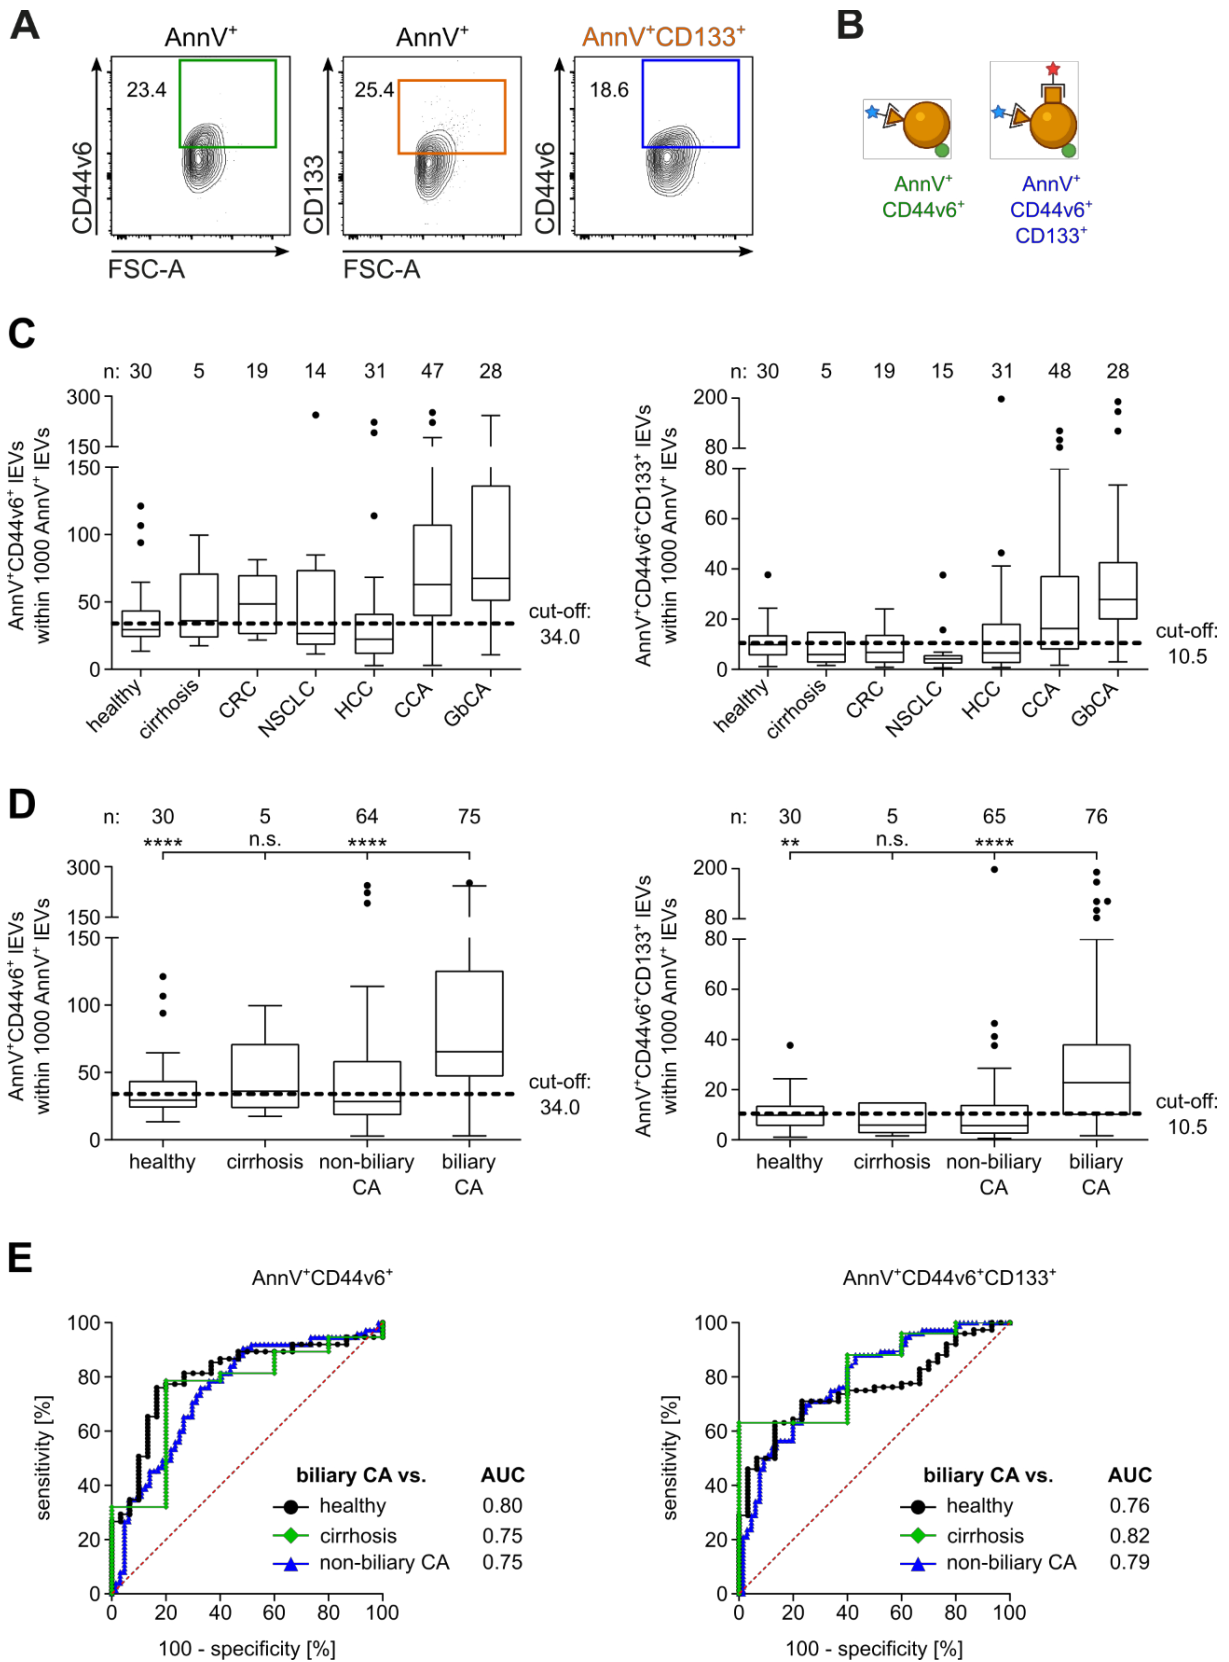 A
AnnV⁺
AnnV⁺
AnnV⁺CD133⁺
B
23.4
25.4
18.6
CD44v6
CD133
CD44v6
FSC-A
FSC-A
AnnV⁺
CD44v6⁺
AnnV⁺
CD44v6⁺
CD133⁺
C
n: 30 5 19 14 31 47 28
300
150
150
100
50
0
AnnV⁺CD44v6⁺ IEVs
within 1000 AnnV⁺ IEVs
cut-off:
34.0
healthy
cirrhosis
CRC
NSCLC
HCC
CCA
GbCA
n: 30 5 19 15 31 48 28
200
80
80
60
40
20
0
AnnV⁺CD44v6⁺CD133⁺ IEVs
within 1000 AnnV⁺ IEVs
cut-off:
10.5
healthy
cirrhosis
CRC
NSCLC
HCC
CCA
GbCA
D
n: 30 5 64 75
**** n.s. ****
300
150
150
100
50
0
AnnV⁺CD44v6⁺ IEVs
within 1000 AnnV⁺ IEVs
cut-off:
34.0
healthy cirrhosis non-biliary biliary
CA CA
n: 30 5 65 76
** n.s. ****
200
80
80
60
40
20
0
AnnV⁺CD44v6⁺CD133⁺ IEVs
within 1000 AnnV⁺ IEVs
cut-off:
10.5
healthy cirrhosis non-biliary biliary
CA CA
E
AnnV⁺CD44v6⁺
100
80
60
40
20
0
sensitivity [%]
biliary CA vs. AUC
healthy 0.80
cirrhosis 0.75
non-biliary CA 0.75
0 20 40 60 80 100
100 - specificity [%]
AnnV⁺CD44v6⁺CD133⁺
100
80
60
40
20
0
sensitivity [%]
biliary CA vs. AUC
healthy 0.76
cirrhosis 0.82
non-biliary CA 0.79
0 20 40 60 80 100
100 - specificity [%]